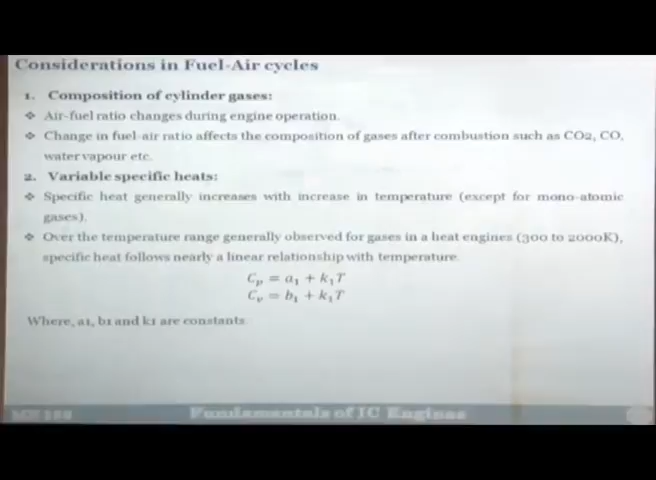 Considerations in Fuel-Air cycles
1. Composition of cylinder gases:
❖ Air-fuel ratio changes during engine operation.
❖ Change in fuel-air ratio affects the composition of gases after combustion such as CO2, CO,
water vapour etc.
2. Variable specific heats:
❖ Specific heat generally increases with increase in temperature (except for mono-atomic
gases).
❖ Over the temperature range generally observed for gases in a heat engines (300 to 2000K),
specific heat follows nearly a linear relationship with temperature.
Cₚ = a₁ + k₁T
Cᵥ = b₁ + k₁T
Where, a1, b1 and k1 are constants.
Fundamentals of IC Engines